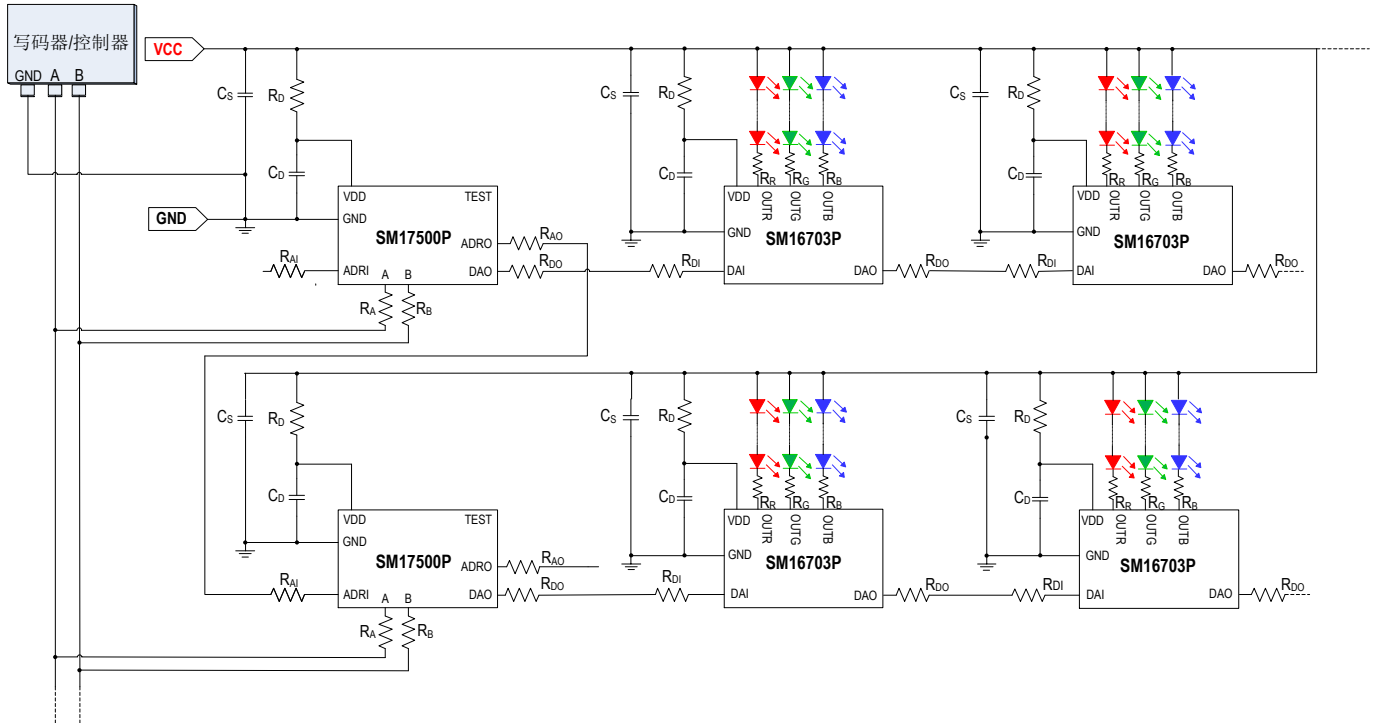 写码器/控制器
GND A B
VCC
GND
CS RD CD
VDD TEST
GND
SM17500P
ADRO RAO
RAI ADRI A B DAO RDO
RA RB
CS RD CD
RR RG RB
VDD OUTR OUTG OUTB
GND
SM16703P
RDI DAI DAO RDO
CS RD CD
RR RG RB
VDD OUTR OUTG OUTB
GND
SM16703P
RDI DAI DAO RDO
CS RD CD
VDD TEST
GND
SM17500P
ADRO RAO
RAI ADRI A B DAO RDO
RA RB
CS RD CD
RR RG RB
VDD OUTR OUTG OUTB
GND
SM16703P
RDI DAI DAO RDO
CS RD CD
RR RG RB
VDD OUTR OUTG OUTB
GND
SM16703P
RDI DAI DAO RDO